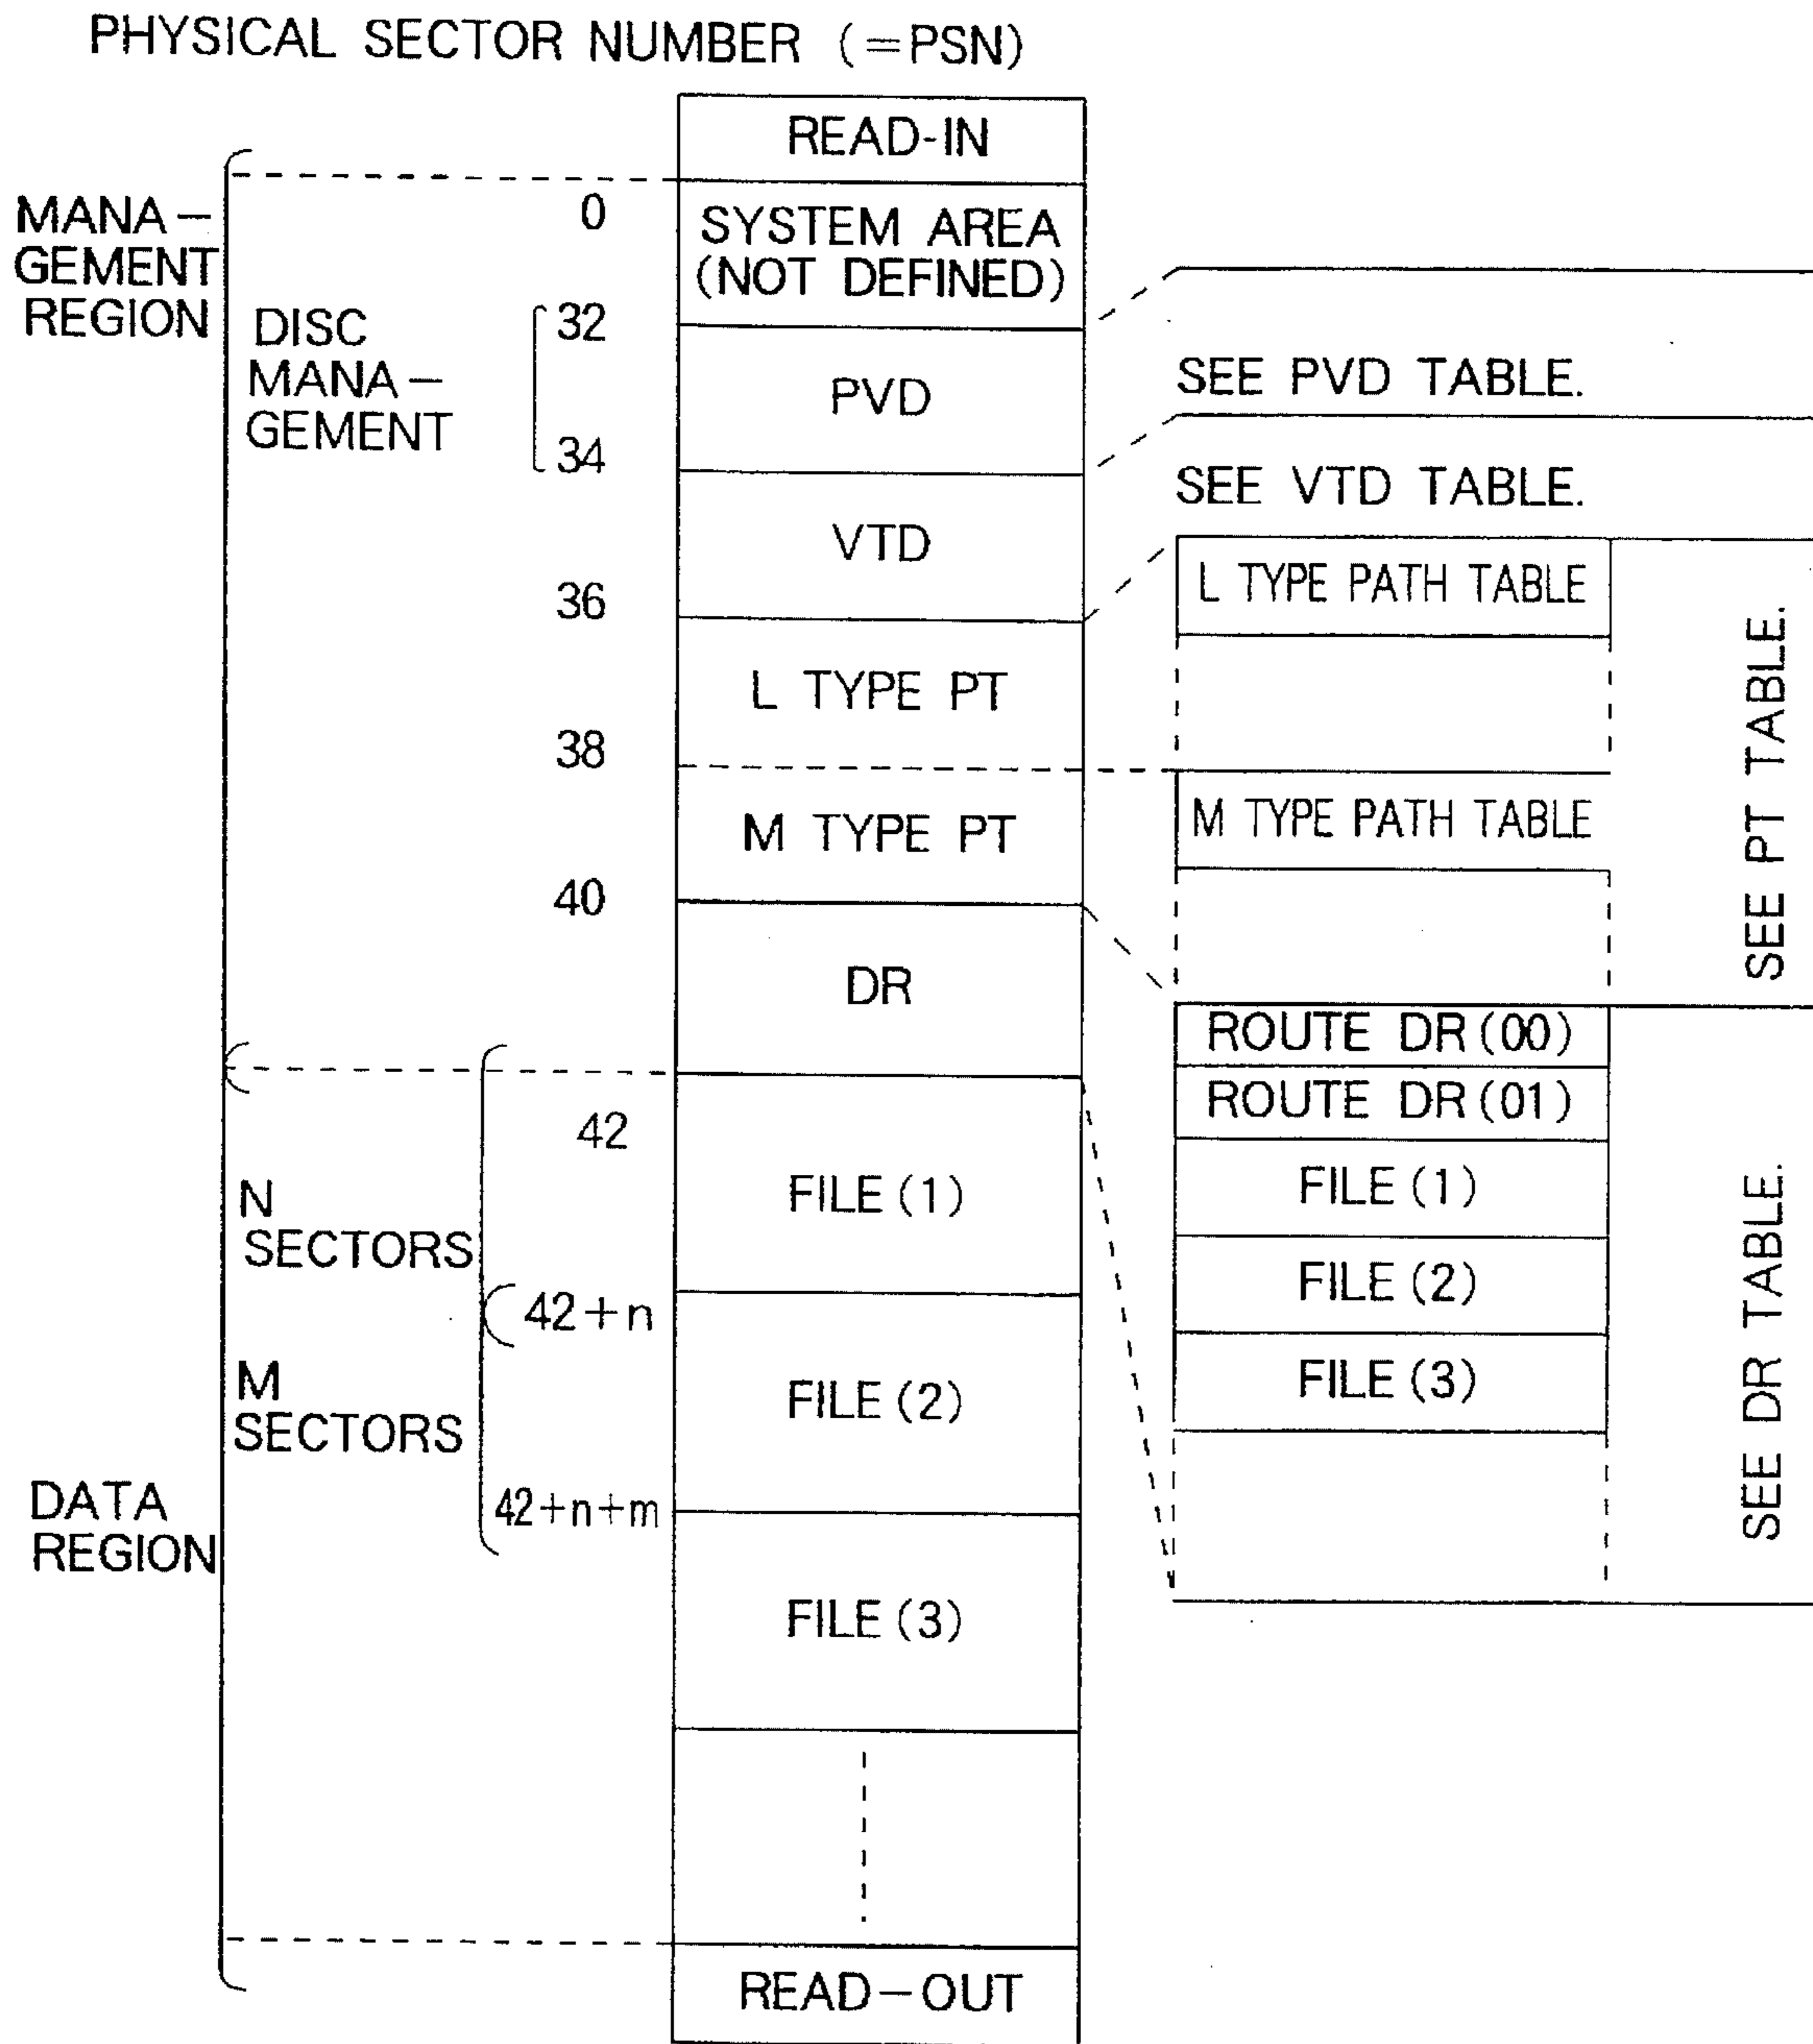 PHYSICAL SECTOR NUMBER (=PSN)
READ-IN
MANA-
GEMENT
REGION
0
SYSTEM AREA
(NOT DEFINED)
DISC
MANA-
GEMENT
32
PVD
SEE PVD TABLE.
34
VTD
SEE VTD TABLE.
36
L TYPE PT
L TYPE PATH TABLE
38
M TYPE PT
M TYPE PATH TABLE
SEE PT TABLE.
40
DR
ROUTE DR(00)
ROUTE DR(01)
FILE(1)
FILE(2)
FILE(3)
SEE DR TABLE.
42
N
SECTORS
FILE(1)
42+n
M
SECTORS
FILE(2)
42+n+m
DATA
REGION
FILE(3)
READ-OUT